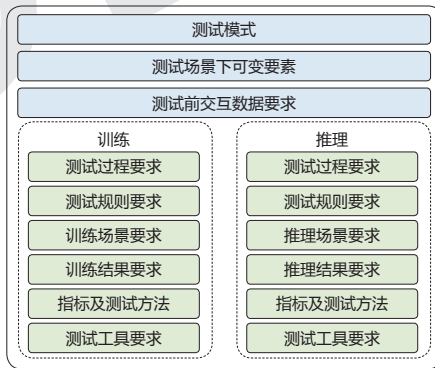 测试模式
测试场景下可变要素
测试前交互数据要求
训练
测试过程要求
测试规则要求
训练场景要求
训练结果要求
指标及测试方法
测试工具要求
推理
测试过程要求
测试规则要求
推理场景要求
推理结果要求
指标及测试方法
测试工具要求